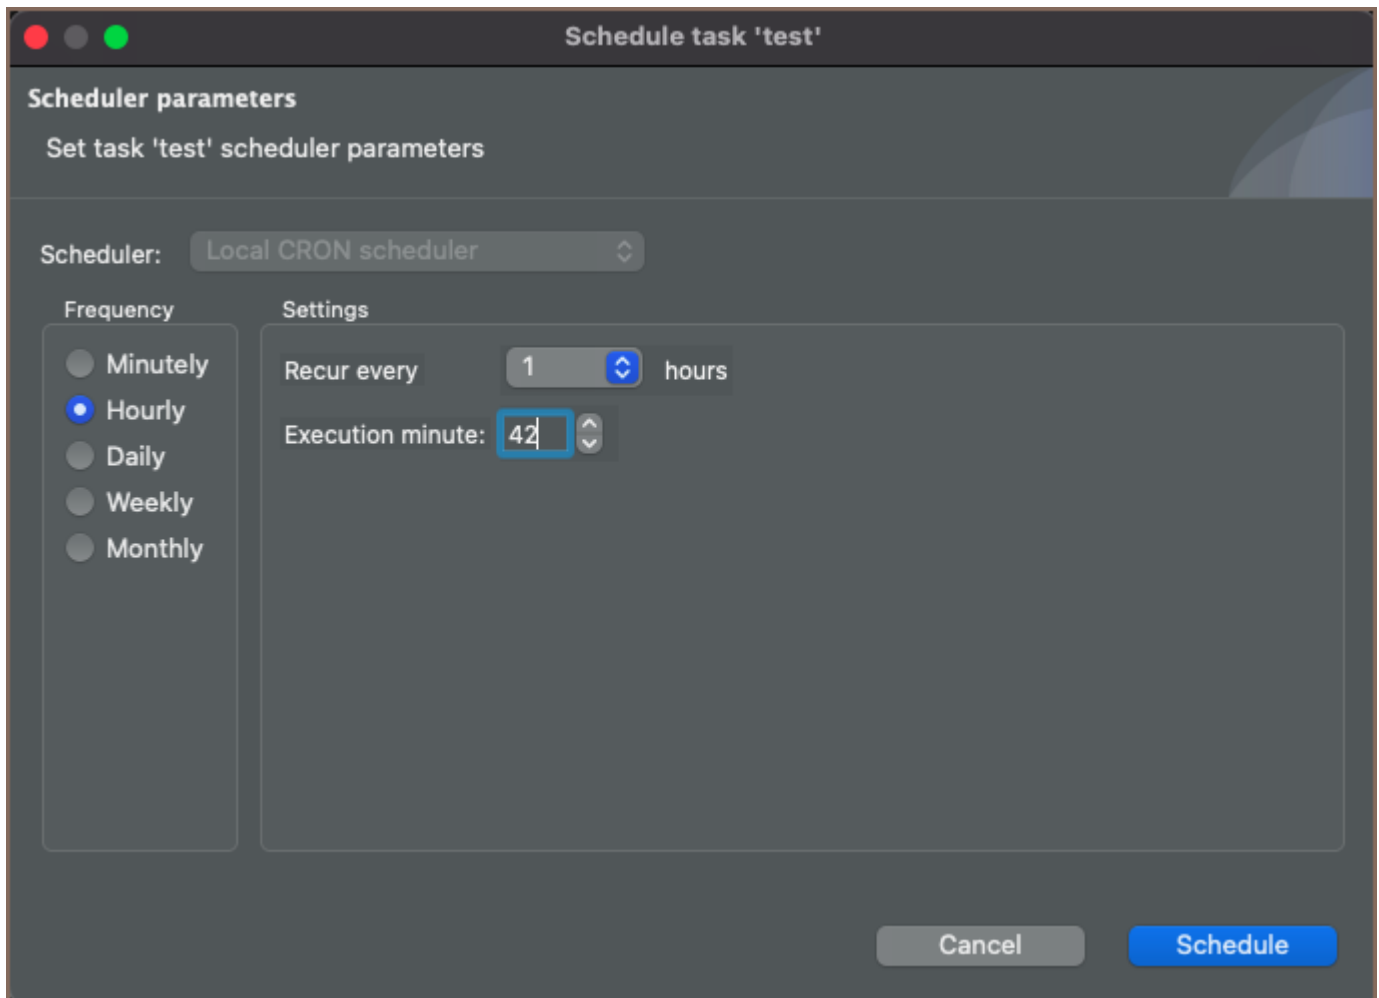 Schedule task 'test'
Scheduler parameters
Set task 'test' scheduler parameters
Scheduler: Local CRON scheduler
Frequency
Settings
Minutely
Hourly
Daily
Weekly
Monthly
Recur every 1 hours
Execution minute: 42
Cancel Schedule